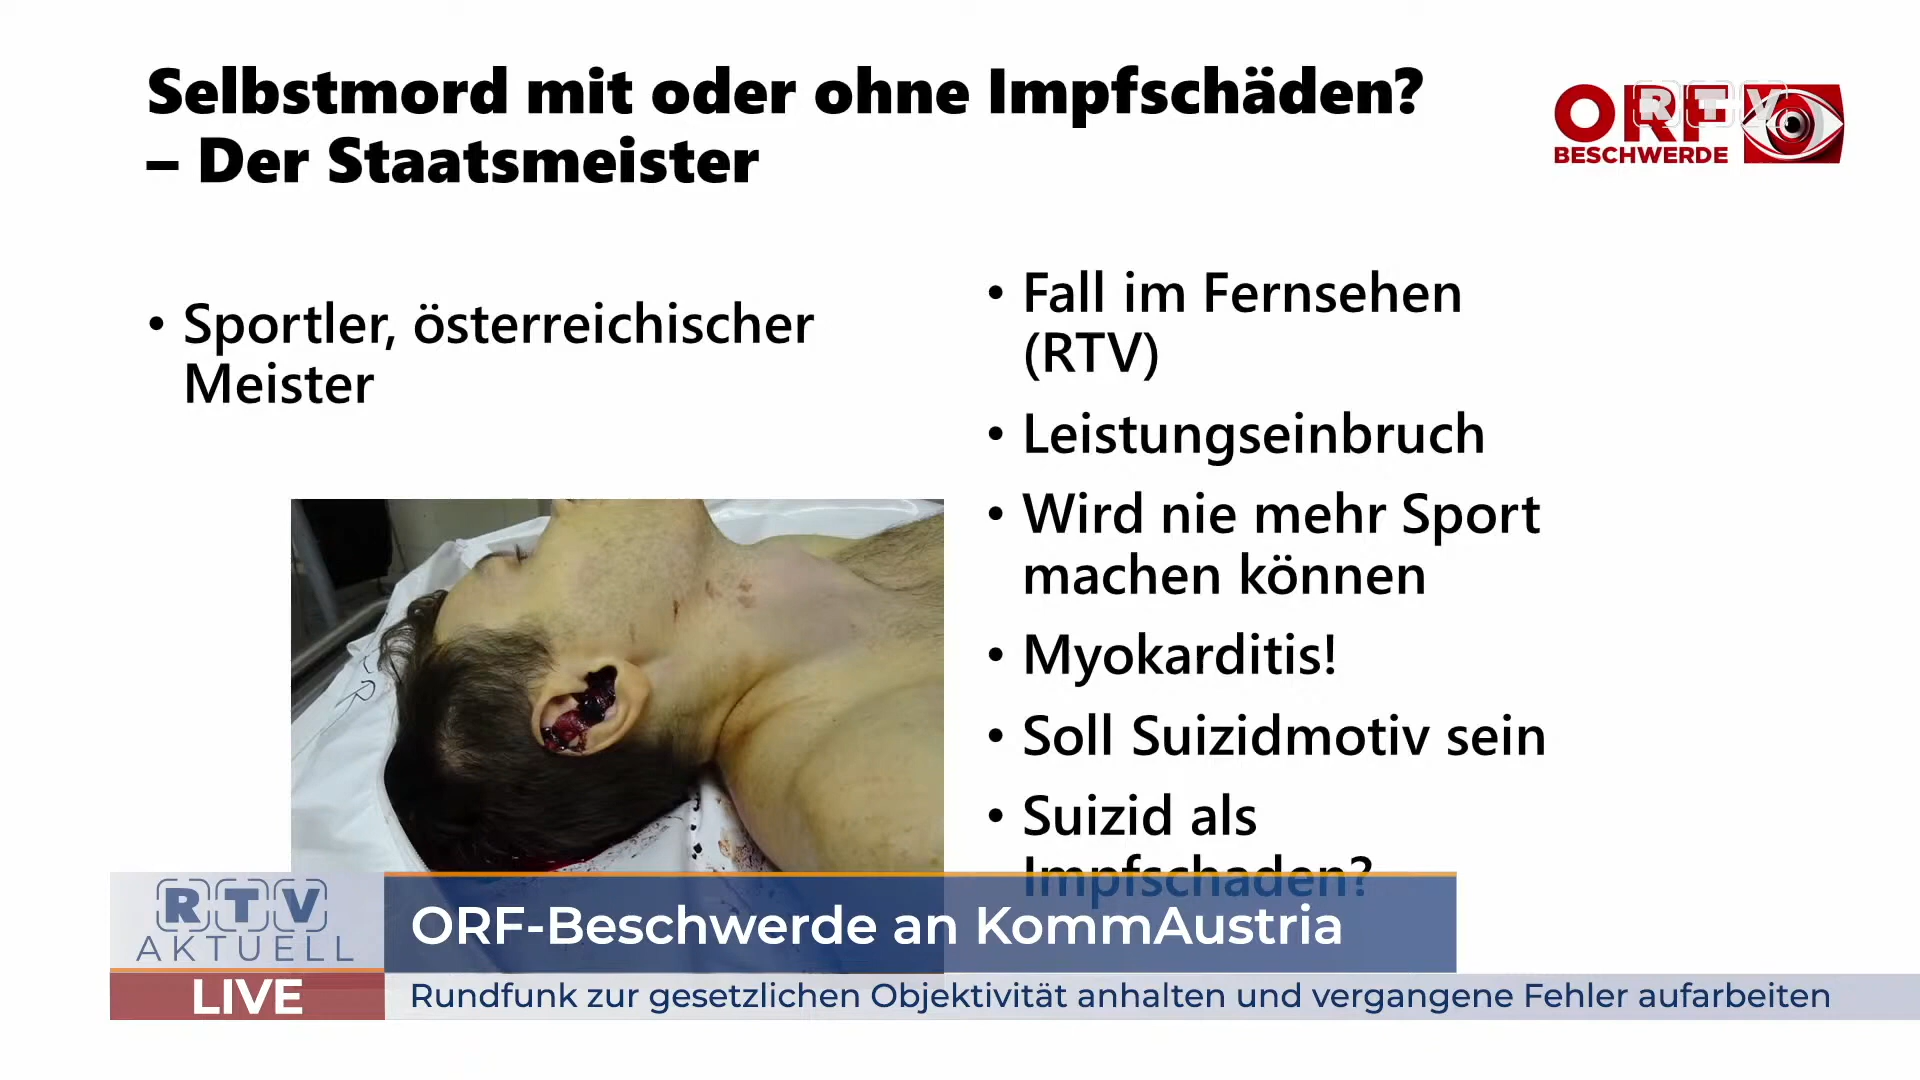 Selbstmord mit oder ohne Impfschäden?
– Der Staatsmeister
ORF
RTV
BESCHWERDE
• Sportler, österreichischer
Meister
• Fall im Fernsehen
(RTV)
• Leistungseinbruch
• Wird nie mehr Sport
machen können
• Myokarditis!
• Soll Suizidmotiv sein
• Suizid als
Impfschaden?
RTV
AKTUELL
LIVE
ORF-Beschwerde an KommAustria
Rundfunk zur gesetzlichen Objektivität anhalten und vergangene Fehler aufarbeiten